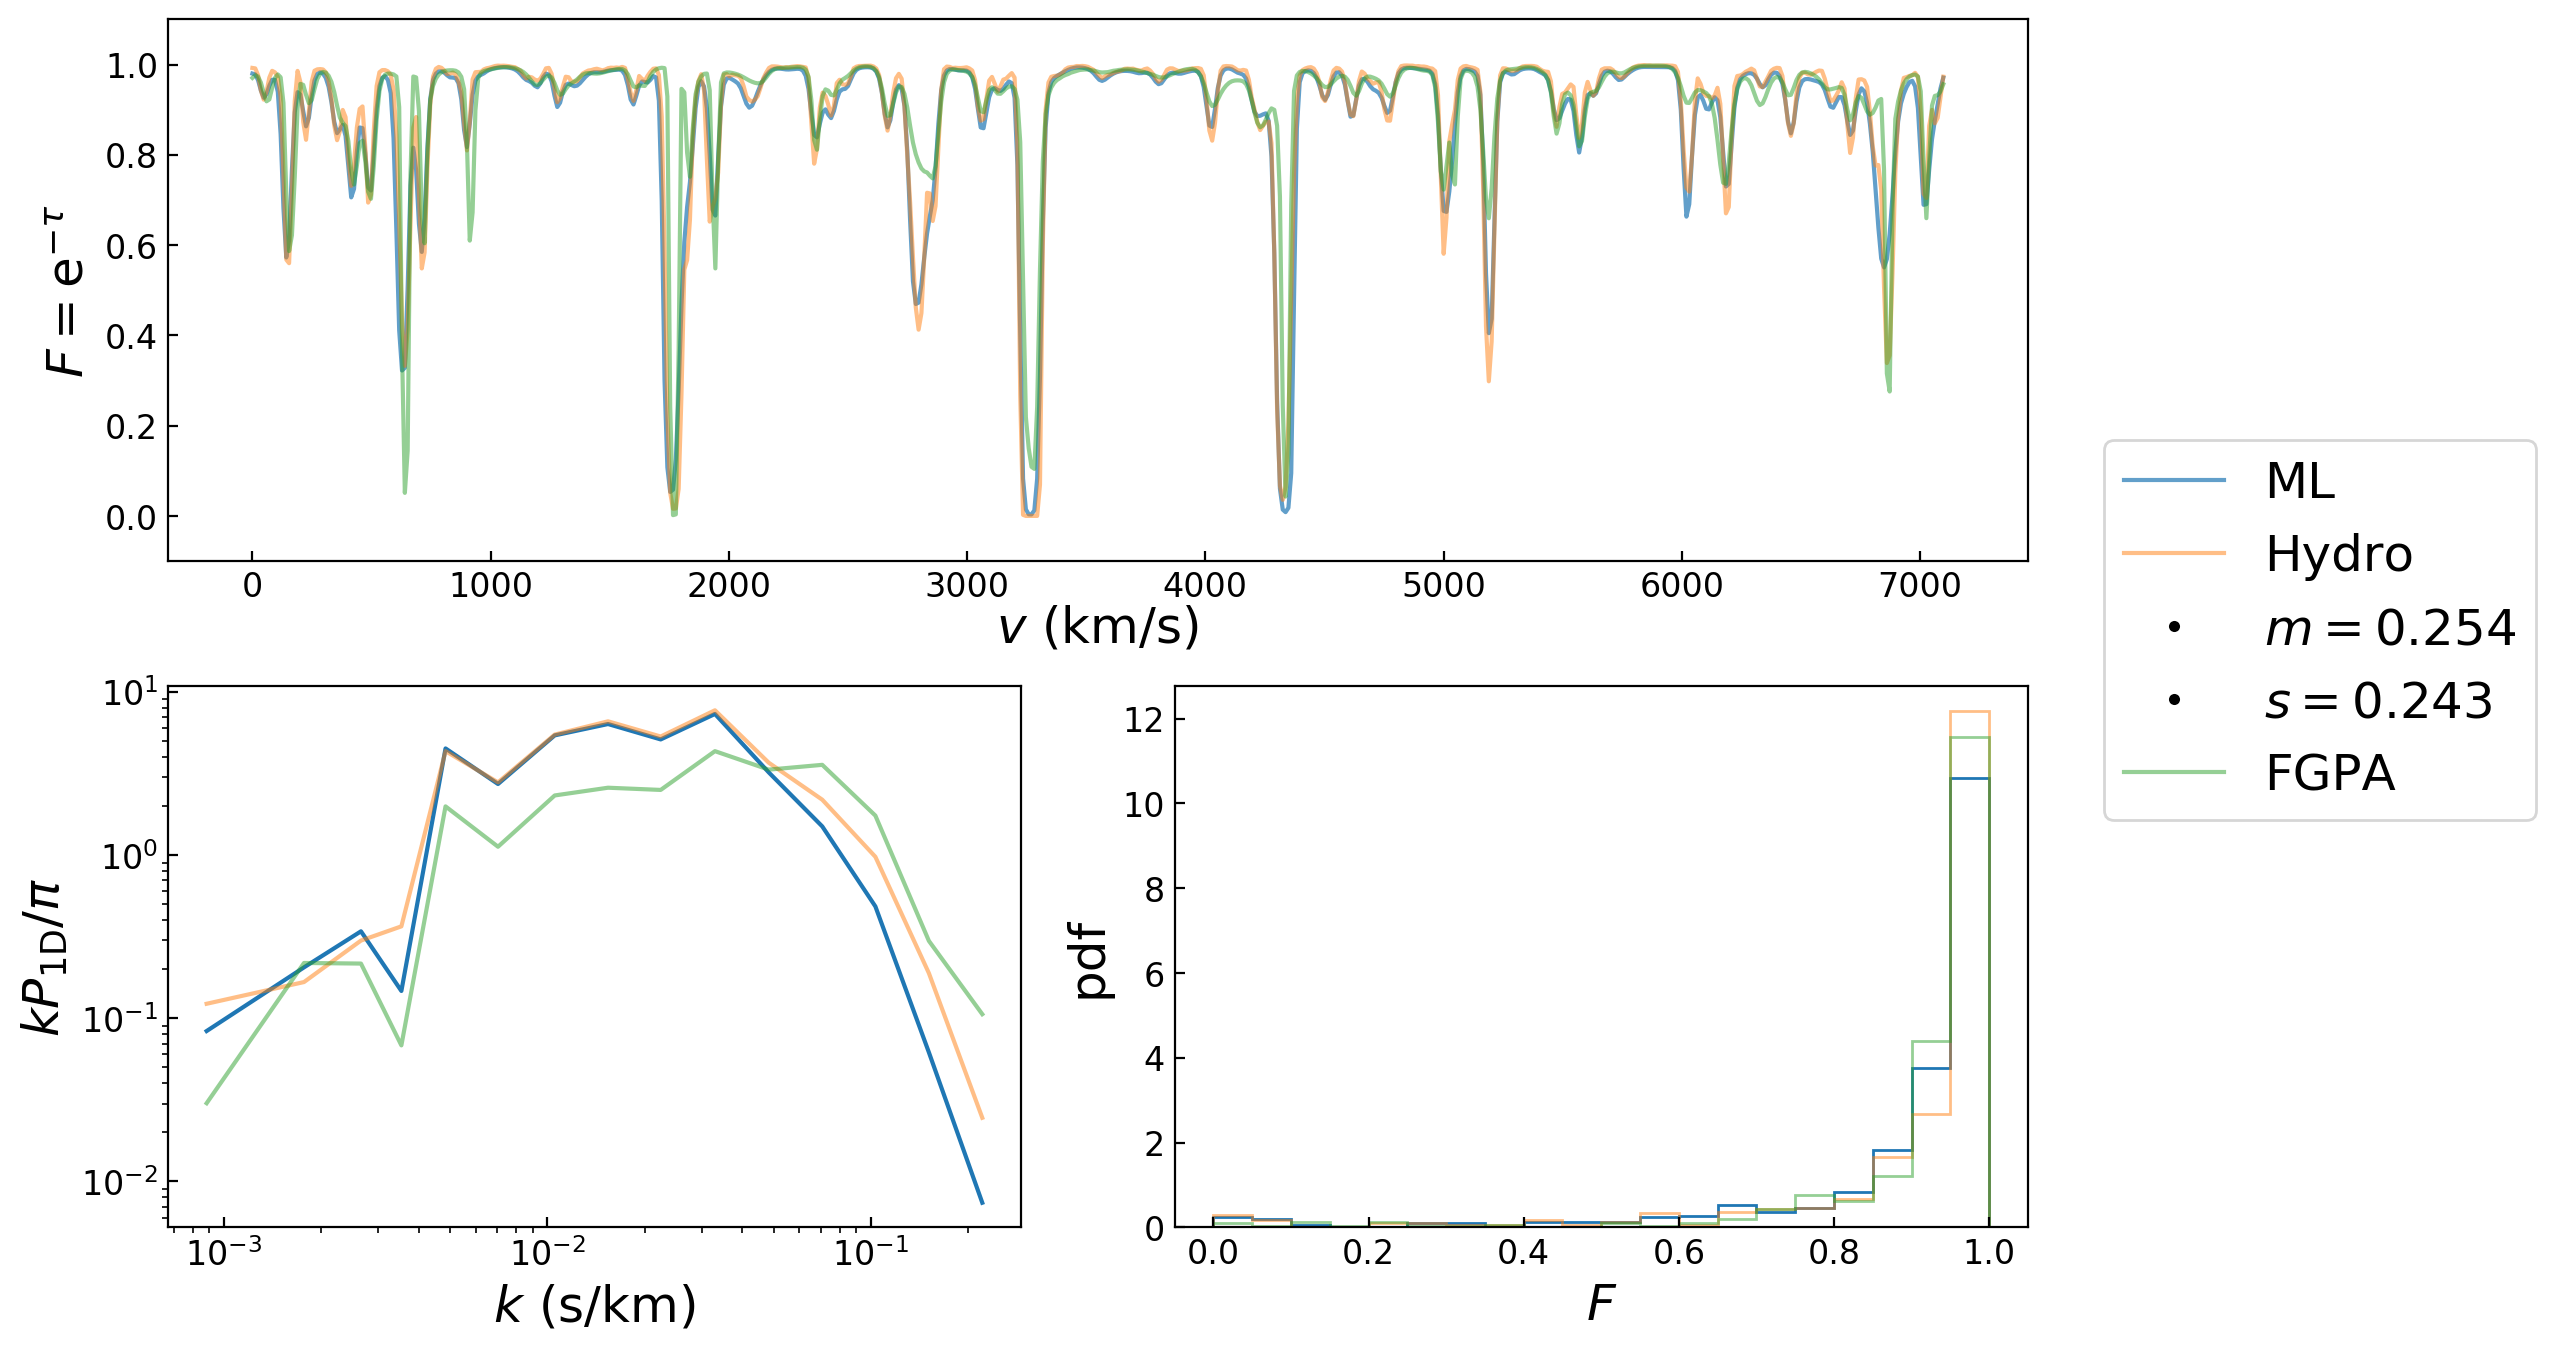 1.0
0.8
0.6
0.4
0.2
0.0
F = e^{−τ}
0 1000 2000 3000 4000 5000 6000 7000
v (km/s)
ML
Hydro
m = 0.254
s = 0.243
FGPA
10^1
10^0
10^{−1}
10^{−2}
kP_{1D}/π
10^{−3} 10^{−2} 10^{−1}
k (s/km)
12
10
8
6
4
2
0
pdf
0.0 0.2 0.4 0.6 0.8 1.0
F